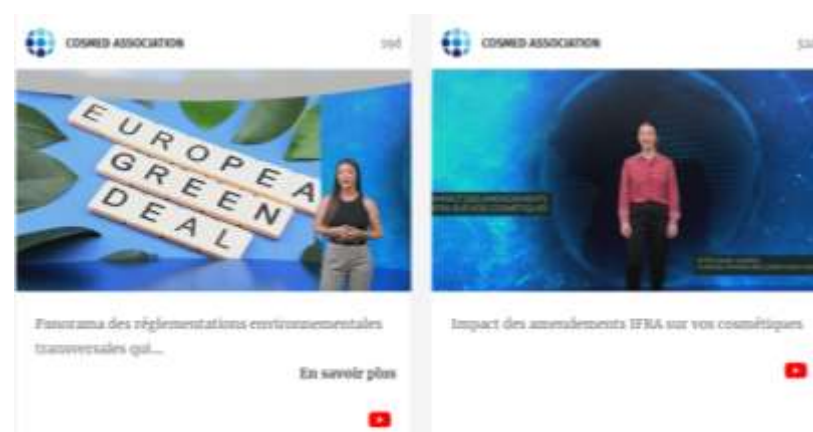 COSMED ASSOCIATION
EUROPEA
GREEN
DEAL
Panorama des réglementations environnementales
transversales qui...
En savoir plus
COSMED ASSOCIATION
Impact des amendements IFRA sur vos cosmétiques